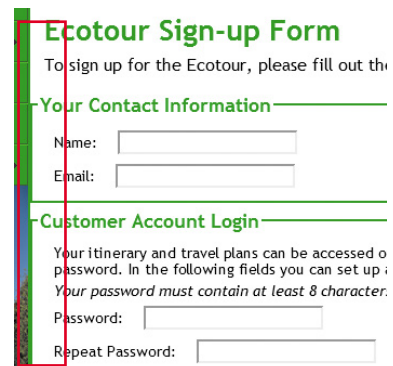 Ecotour Sign-up Form
To sign up for the Ecotour, please fill out the
Your Contact Information
Name:
Email:
Customer Account Login
Your itinerary and travel plans can be accessed o
password. In the following fields you can set up a
Your password must contain at least 8 character
Password:
Repeat Password: